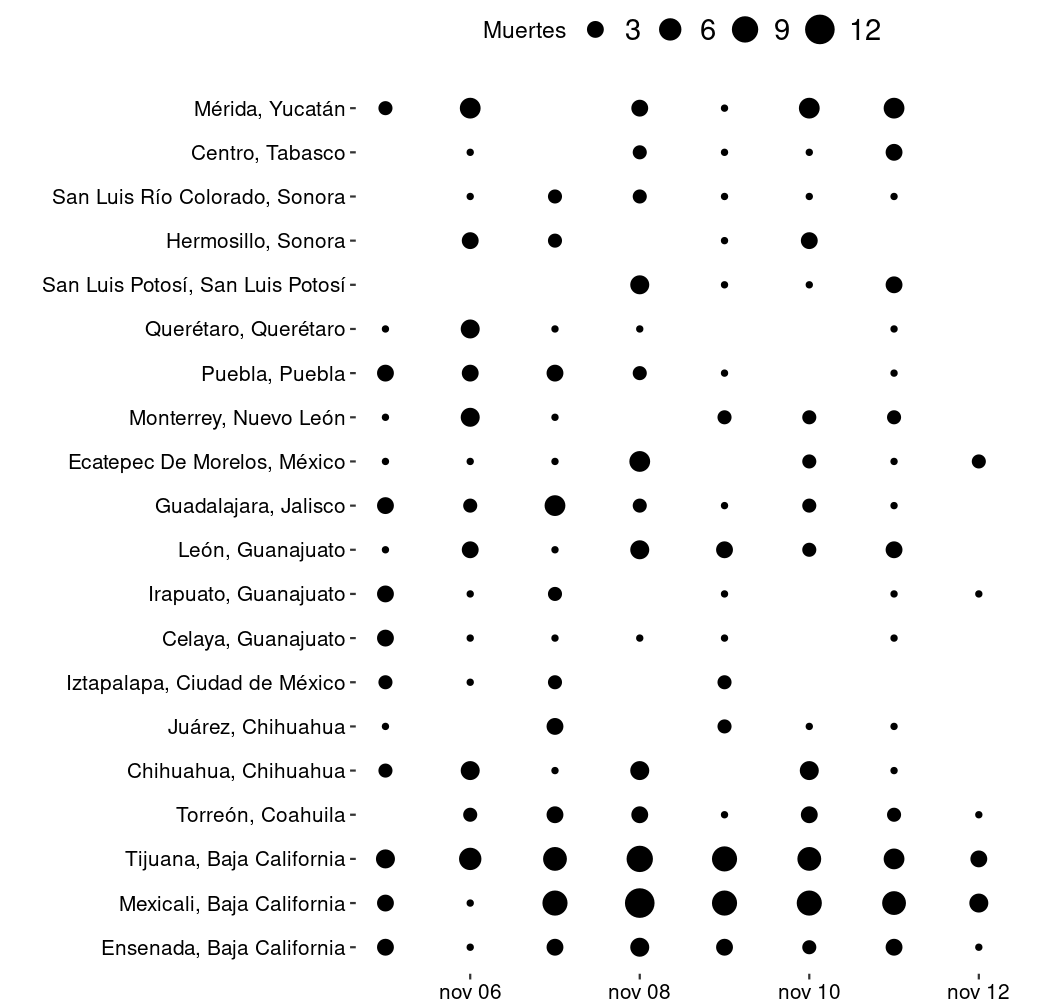 Muertes 3 6 9 12
Mérida, Yucatán
Centro, Tabasco
San Luis Río Colorado, Sonora
Hermosillo, Sonora
San Luis Potosí, San Luis Potosí
Querétaro, Querétaro
Puebla, Puebla
Monterrey, Nuevo León
Ecatepec De Morelos, México
Guadalajara, Jalisco
León, Guanajuato
Irapuato, Guanajuato
Celaya, Guanajuato
Iztapalapa, Ciudad de México
Juárez, Chihuahua
Chihuahua, Chihuahua
Torreón, Coahuila
Tijuana, Baja California
Mexicali, Baja California
Ensenada, Baja California
nov 06 nov 08 nov 10 nov 12